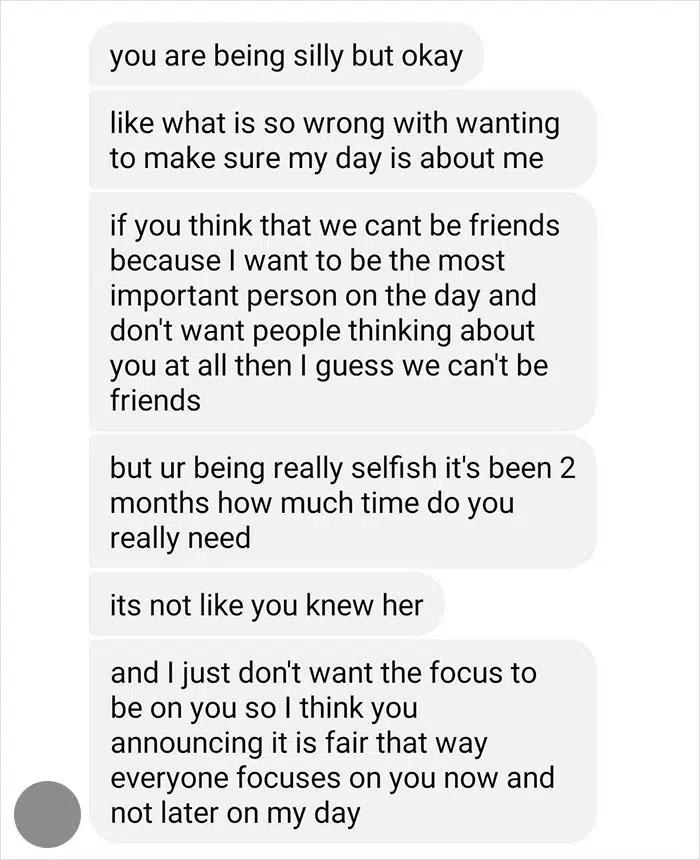 you are being silly but okay
like what is so wrong with wanting
to make sure my day is about me
if you think that we cant be friends
because I want to be the most
important person on the day and
don't want people thinking about
you at all then I guess we can't be
friends
but ur being really selfish it's been 2
months how much time do you
really need
its not like you knew her
and I just don't want the focus to
be on you so I think you
announcing it is fair that way
everyone focuses on you now and
not later on my day